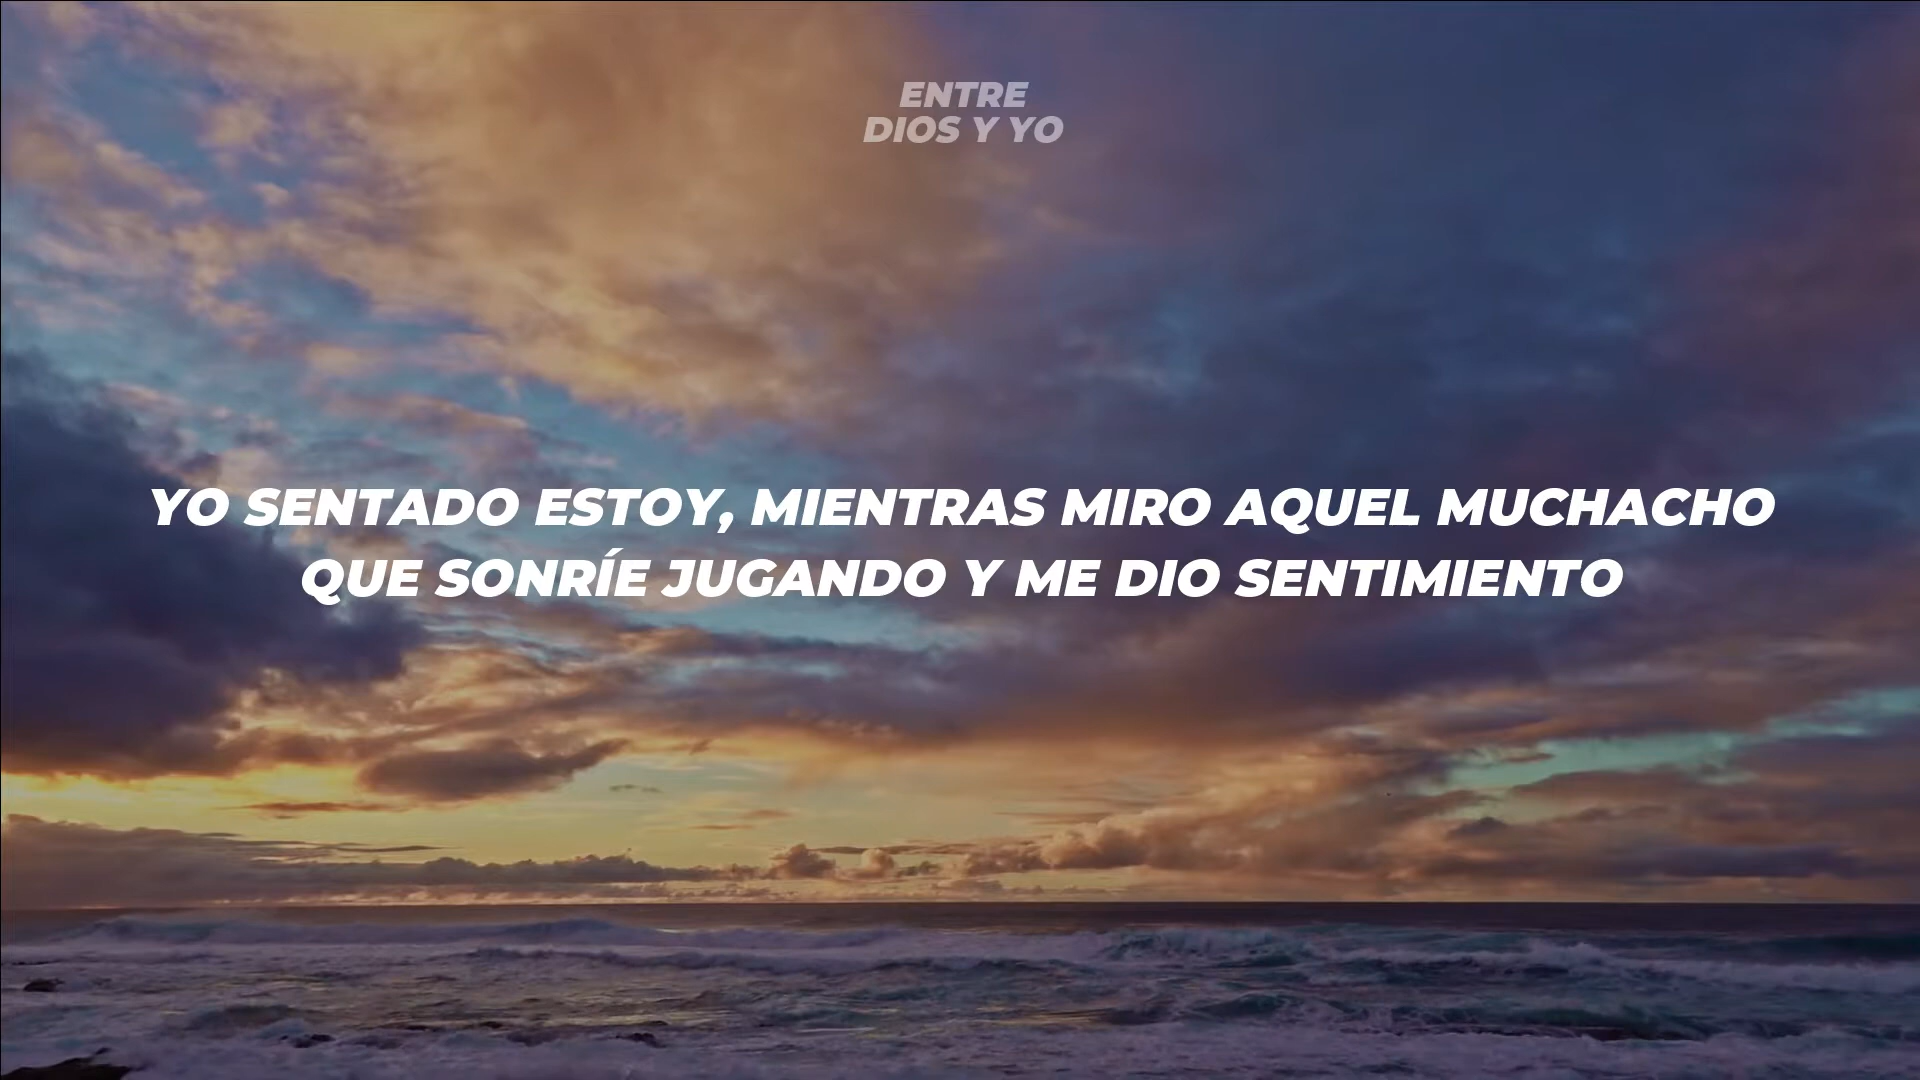 ENTRE
DIOS Y YO
YO SENTADO ESTOY, MIENTRAS MIRO AQUEL MUCHACHO
QUE SONRÍE JUGANDO Y ME DIO SENTIMIENTO